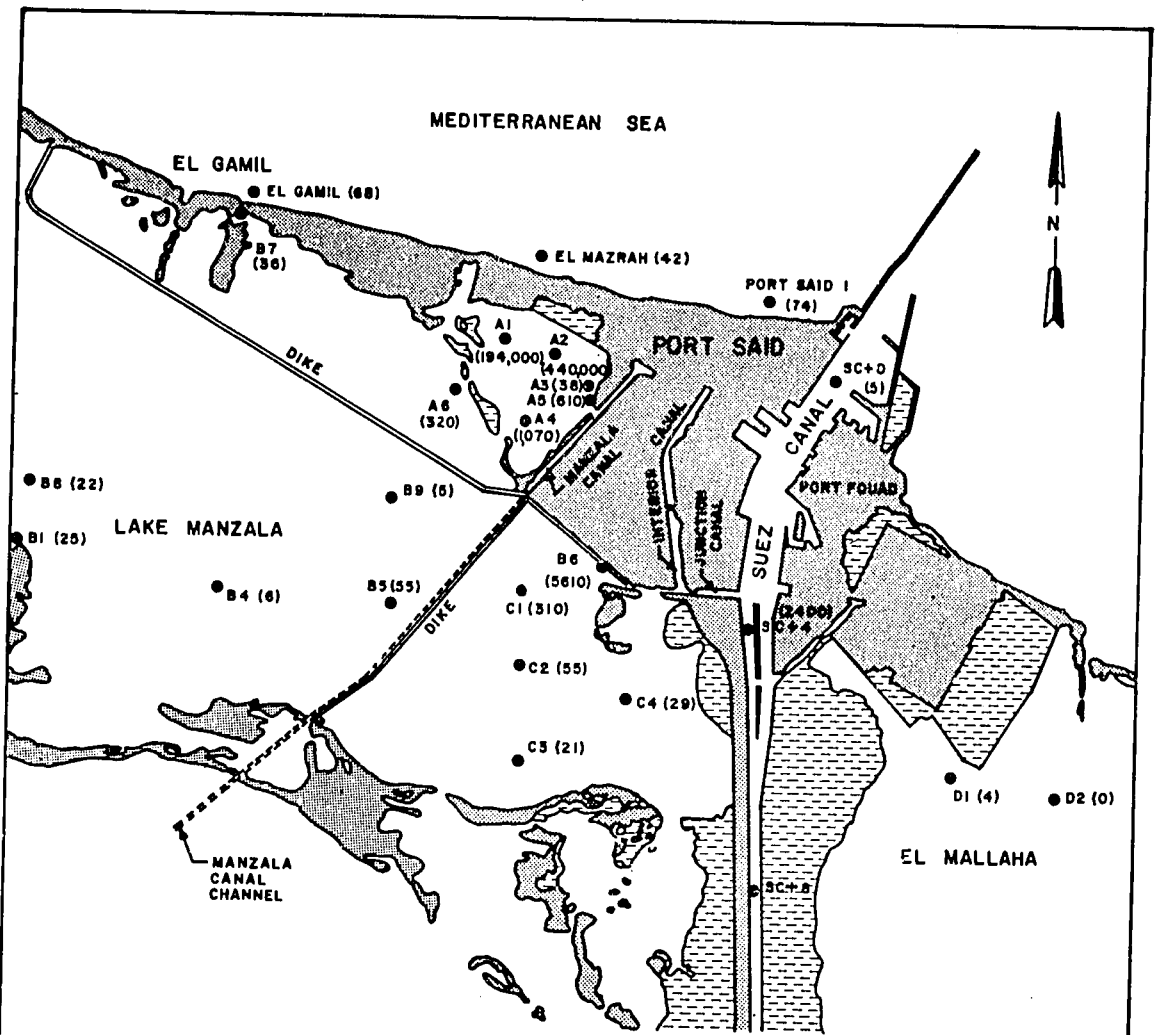 MEDITERRANEAN SEA
EL GAMIL
EL GAMIL (68)
B7
(36)
EL MAZRAH (42)
PORT SAID 1
(74)
N
A1
(194,000)
A2
(440,000)
A3 (38)
A5 (610)
A6
(320)
A4
(1070)
PORT SAID
SC+0
(5)
DIKE
MANZALA
CANAL
INTERIOR CANAL
JUNCTION
CANAL
SUEZ CANAL
PORT FOUAD
B8 (22)
B9 (5)
LAKE MANZALA
B1 (25)
B4 (6)
B5 (55)
DIKE
B6
(5610)
C1 (310)
(2400)
SC+4
C2 (55)
C4 (29)
C3 (21)
D1 (4)
D2 (0)
EL MALLAHA
MANZALA
CANAL
CHANNEL
SC+8